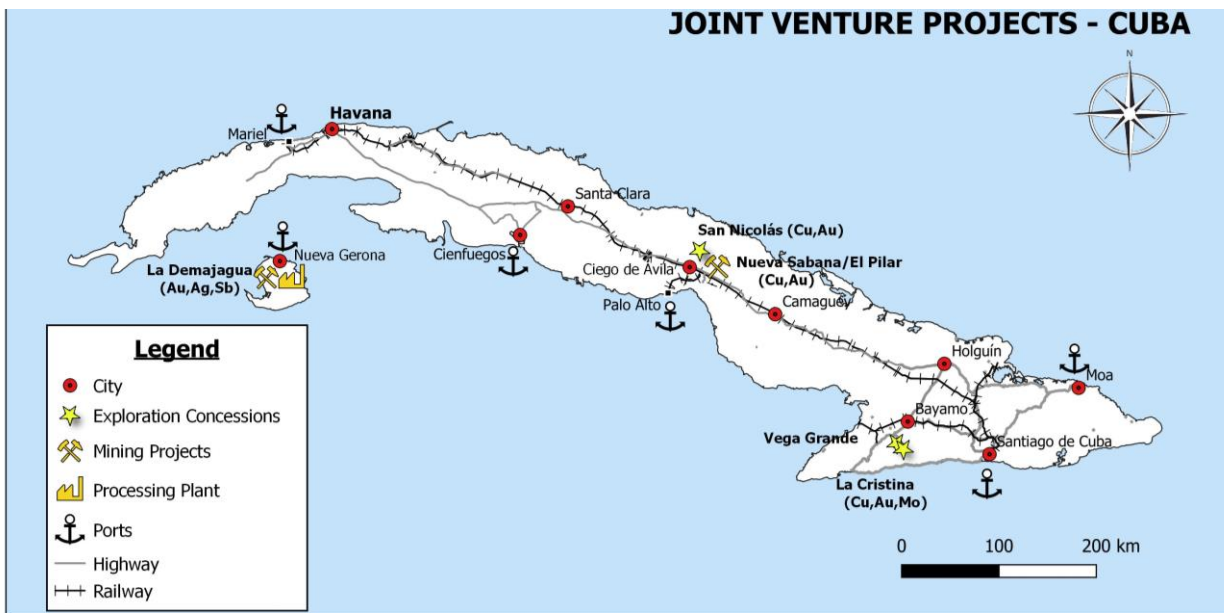 JOINT VENTURE PROJECTS - CUBA
N
Havana
Mariel
Santa Clara
San Nicolás (Cu,Au)
Nueva Gerona
Cienfuegos
Ciego de Ávila
Nueva Sabana/El Pilar
(Cu,Au)
La Demajagua
(Au,Ag,Sb)
Palo Alto
Camaguey
Holguín
Moa
Bayamo
Vega Grande
Santiago de Cuba
La Cristina
(Cu,Au,Mo)
Legend
City
Exploration Concessions
Mining Projects
Processing Plant
Ports
Highway
Railway
0 100 200 km